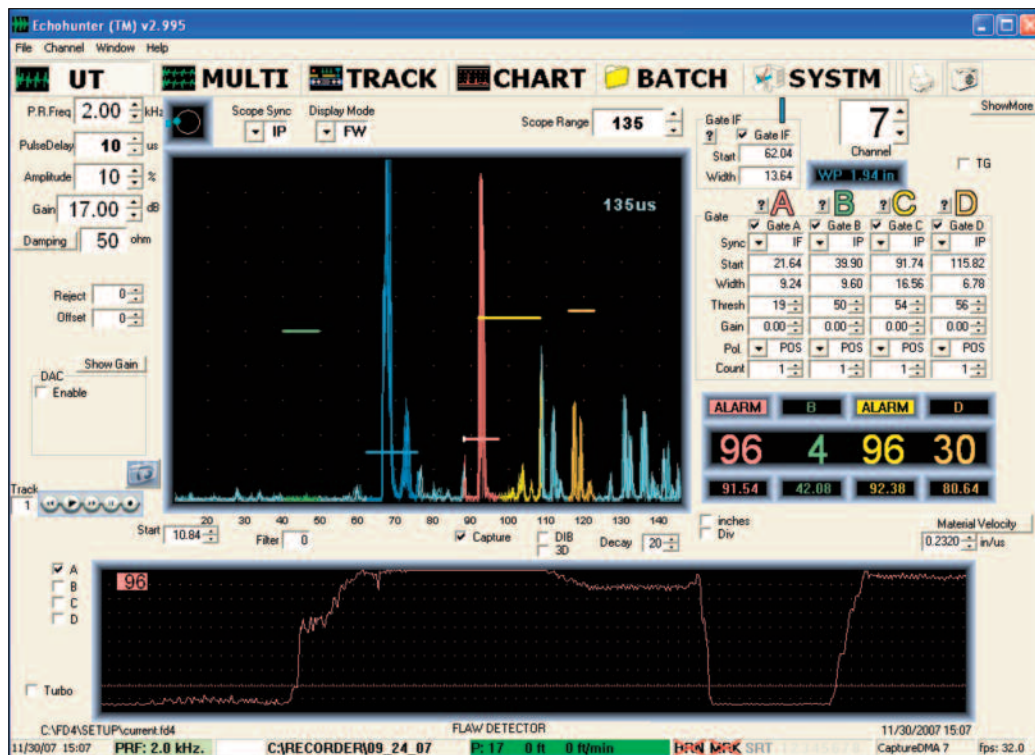 Echohunter (TM) v2.995
File Channel Window Help
UT MULTI TRACK CHART BATCH SYSTM
P.R.Freq 2.00 kHz
PulseDelay 10 us
Amplitude 10 %
Gain 17.00 dB
Damping 50 ohm
Reject 0
Offset 0
Show Gain
DAC
Enable
Track
1
Scope Sync
IP
Display Mode
FW
Scope Range 135
135us
Gate IF
? Gate IF
Start 62.04
Width 13.64
7
Channel
WP 1.94 in
ShowMore
TG
? A ? B ? C ? D
Gate
Gate A Gate B Gate C Gate D
Sync IF IP IP IP
Start 21.64 39.90 91.74 115.82
Width 9.24 9.60 16.56 6.78
Thresh 19 50 54 56
Gain 0.00 0.00 0.00 0.00
Pol. POS POS POS POS
Count 1 1 1 1
ALARM B ALARM D
96 4 96 30
91.54 42.08 92.38 80.64
20 30 40 50 60 70 80 90 100 110 120 130 140
Start 10.84
Filter 0
Capture
DIB
3D
Decay 20
inches
Div
Material Velocity
0.2320 in/us
A
B
C
D
96
Turbo
C:\FD4\SETUP\current.fd4
FLAW DETECTOR
11/30/2007 15:07
11/30/07 15:07 PRF: 2.0 kHz. C:\RECORDER\09_24_07 P: 17 0 ft 0 ft/min BRN MRK SRT CaptureDMA 7 fps: 32.0